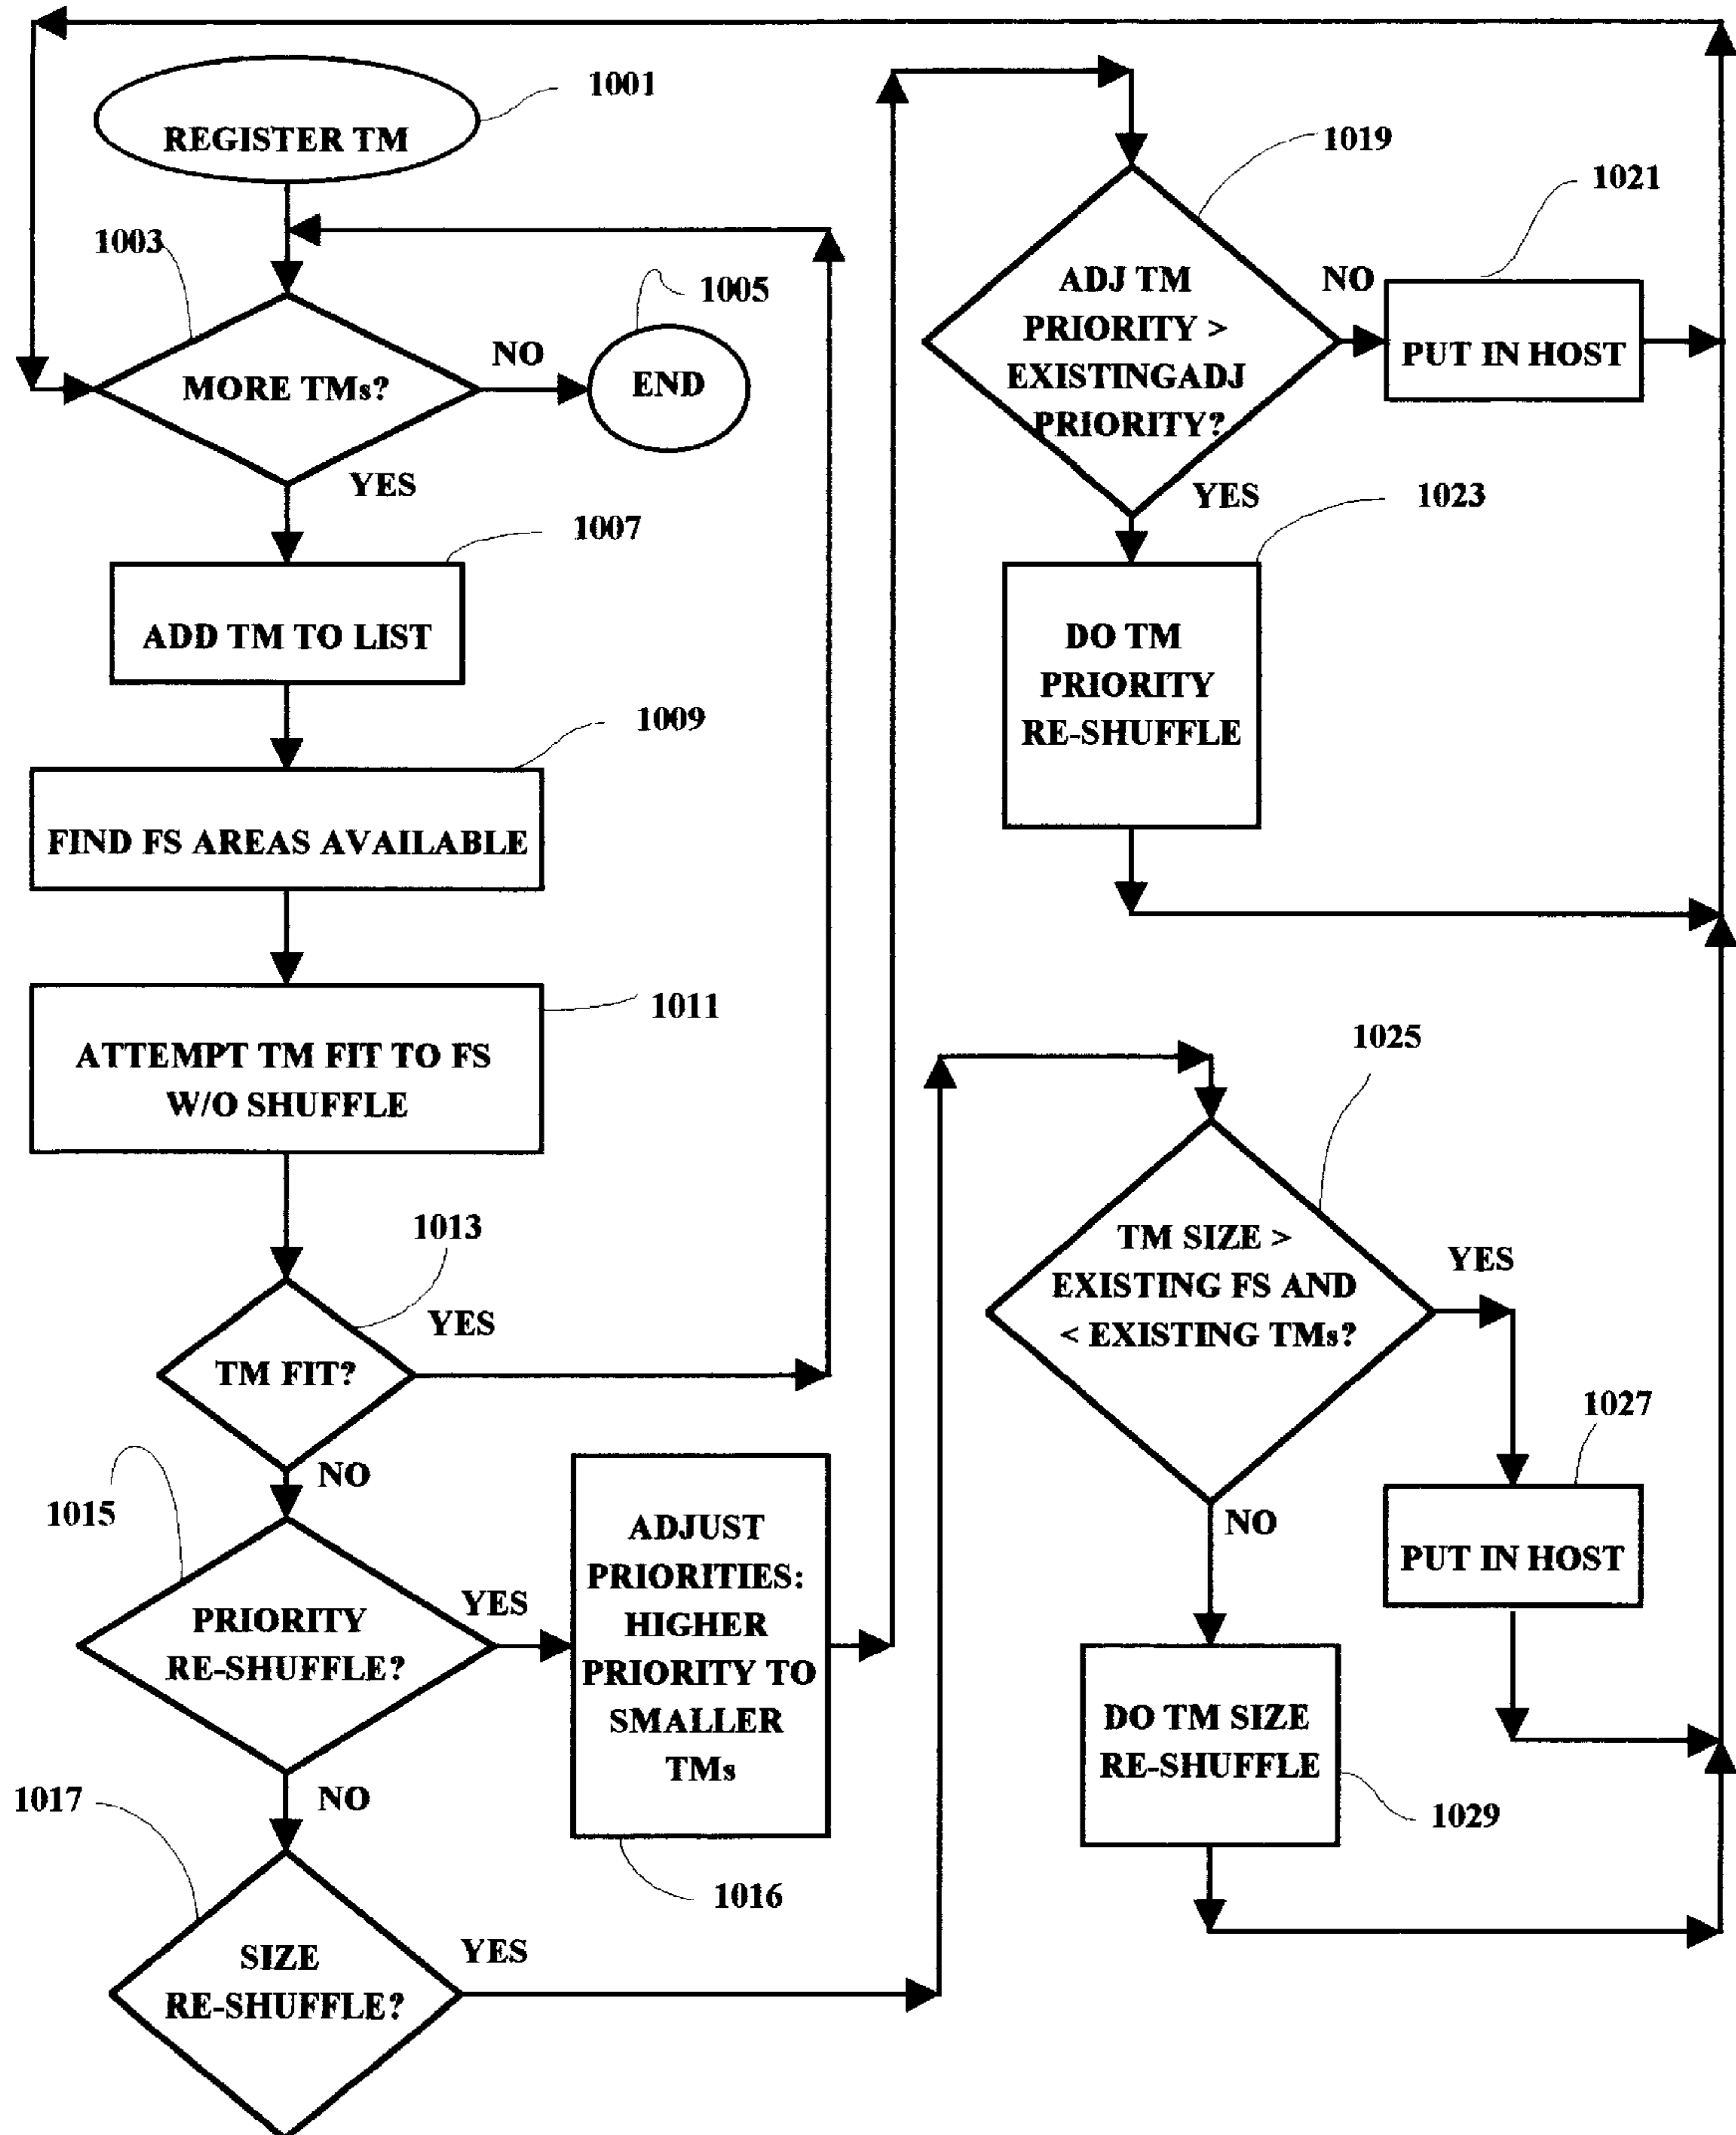 1001
REGISTER TM
1003
MORE TMs?
NO
1005
END
YES
1007
ADD TM TO LIST
1009
FIND FS AREAS AVAILABLE
1011
ATTEMPT TM FIT TO FS
W/O SHUFFLE
1013
TM FIT?
YES
NO
1015
PRIORITY
RE-SHUFFLE?
YES
ADJUST
PRIORITIES:
HIGHER
PRIORITY TO
SMALLER
TMs
1016
NO
1017
SIZE
RE-SHUFFLE?
YES
1019
ADJ TM
PRIORITY >
EXISTINGADJ
PRIORITY?
NO
1021
PUT IN HOST
YES
1023
DO TM
PRIORITY
RE-SHUFFLE
1025
TM SIZE >
EXISTING FS AND
< EXISTING TMs?
YES
1027
PUT IN HOST
NO
DO TM SIZE
RE-SHUFFLE
1029